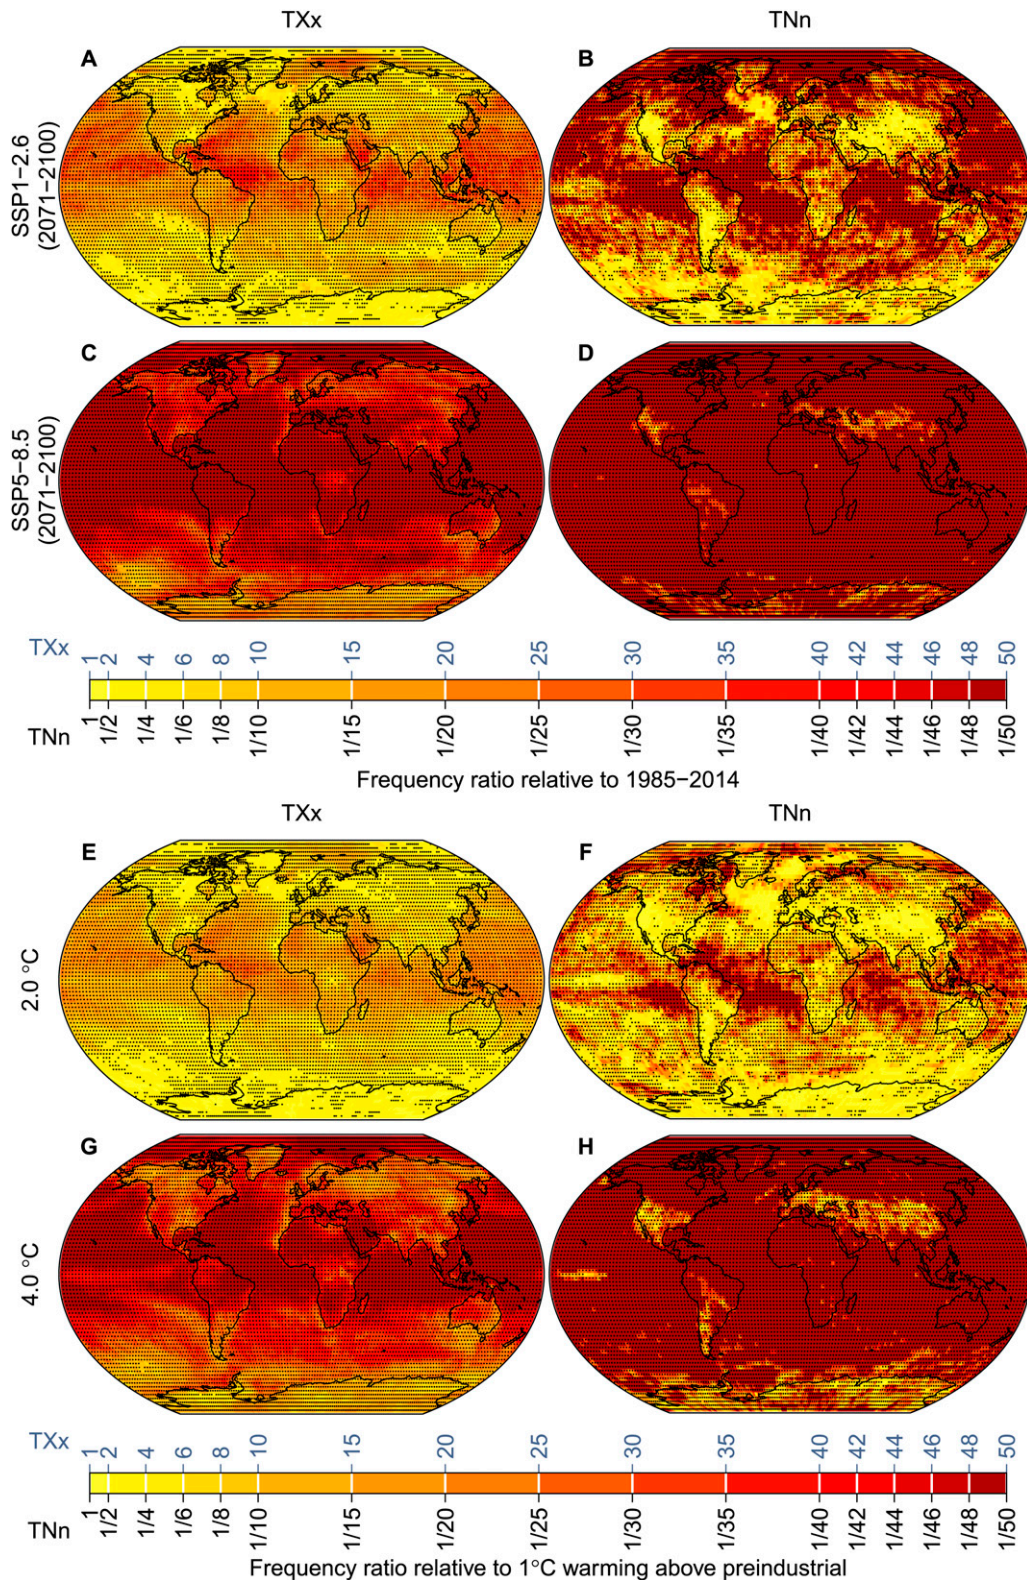 TXx TNn
A B
SSP1−2.6
(2071−2100)
C D
SSP5−8.5
(2071−2100)
TXx 1 2 4 6 8 10 15 20 25 30 35 40 42 44 46 48 50
TNn 1 1/2 1/4 1/6 1/8 1/10 1/15 1/20 1/25 1/30 1/35 1/40 1/42 1/44 1/46 1/48 1/50
Frequency ratio relative to 1985−2014
TXx TNn
E F
2.0 °C
G H
4.0 °C
TXx 1 2 4 6 8 10 15 20 25 30 35 40 42 44 46 48 50
TNn 1 1/2 1/4 1/6 1/8 1/10 1/15 1/20 1/25 1/30 1/35 1/40 1/42 1/44 1/46 1/48 1/50
Frequency ratio relative to 1°C warming above preindustrial